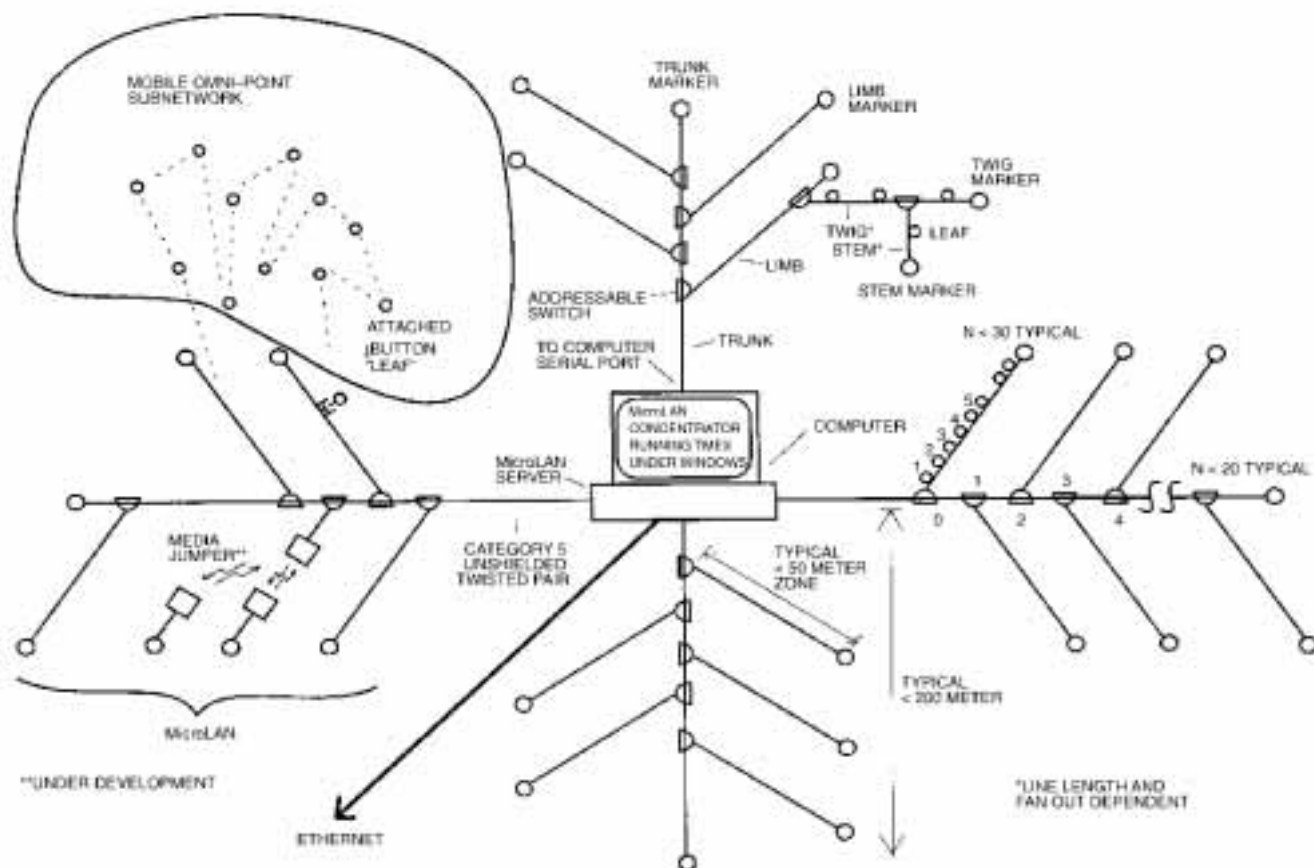 MOBILE OMNI-POINT
SUBNETWORK
TRUNK
MARKER
LIMB
MARKER
TWIG
MARKER
TWIG*
STEM*
LEAF
LIMB
STEM MARKER
ADDRESSABLE
SWITCH
ATTACHED
iBUTTON
"LEAF"
TRUNK
TO COMPUTER
SERIAL PORT
N < 30 TYPICAL
MicroLAN
CONCENTRATOR
RUNNING TMEX
UNDER WINDOWS
COMPUTER
MicroLAN
SERVER
1
2
3
4
5
N < 20 TYPICAL
0
1
2
3
4
MEDIA
JUMPER**
CATEGORY 5
UNSHIELDED
TWISTED PAIR
TYPICAL
< 50 METER
ZONE
TYPICAL
< 200 METER
MicroLAN
**UNDER DEVELOPMENT
*LINE LENGTH AND
FAN OUT DEPENDENT
ETHERNET